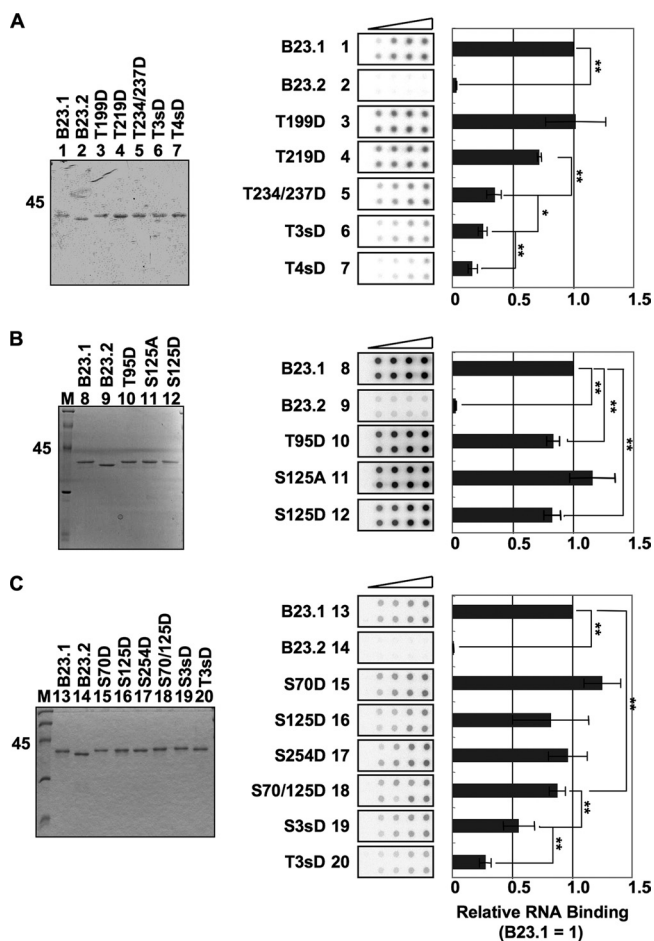 A
B23.1
B23.2
T199D
T219D
T234/237D
T3sD
T4sD
1 2 3 4 5 6 7
45
B23.1 1
B23.2 2
T199D 3
T219D 4
T234/237D 5
T3sD 6
T4sD 7
**
**
*
**
0 0.5 1.0 1.5
B
B23.1
B23.2
T95D
S125A
S125D
M 8 9 10 11 12
45
B23.1 8
B23.2 9
T95D 10
S125A 11
S125D 12
**
**
**
0 0.5 1.0 1.5
C
B23.1
B23.2
S70D
S125D
S254D
S70/125D
S3sD
T3sD
M 13 14 15 16 17 18 19 20
45
B23.1 13
B23.2 14
S70D 15
S125D 16
S254D 17
S70/125D 18
S3sD 19
T3sD 20
**
**
**
**
0 0.5 1.0 1.5
Relative RNA Binding
(B23.1 = 1)